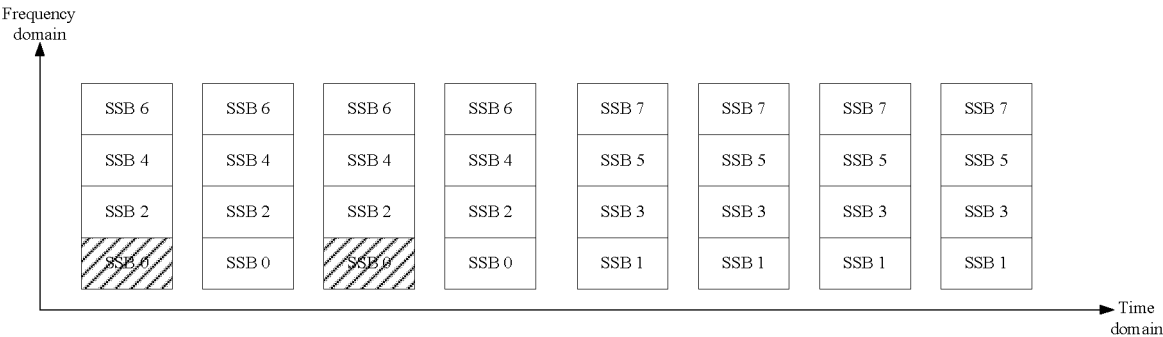 Frequency
domain
SSB 6 SSB 6 SSB 6 SSB 6 SSB 7 SSB 7 SSB 7 SSB 7
SSB 4 SSB 4 SSB 4 SSB 4 SSB 5 SSB 5 SSB 5 SSB 5
SSB 2 SSB 2 SSB 2 SSB 2 SSB 3 SSB 3 SSB 3 SSB 3
SSB 0 SSB 0 SSB 0 SSB 0 SSB 1 SSB 1 SSB 1 SSB 1
Time
domain